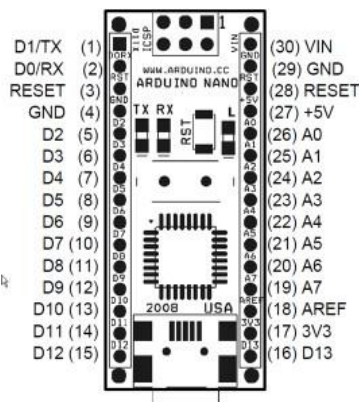 D1/TX (1)
D0/RX (2)
RESET (3)
GND (4)
D2 (5)
D3 (6)
D4 (7)
D5 (8)
D6 (9)
D7 (10)
D8 (11)
D9 (12)
D10 (13)
D11 (14)
D12 (15)
1
ICSP
VIN
WWW.ARDUINO.CC
ARDUINO NANO
TX RX
RST
L
RST
GND
D2
D3
D4
D5
D6
D7
D8
D9
D10
D11
D12
GND
RST
+5V
A0
A1
A2
A3
A4
A5
A6
A7
AREF
3V3
D13
2008 USA
(30) VIN
(29) GND
(28) RESET
(27) +5V
(26) A0
(25) A1
(24) A2
(23) A3
(22) A4
(21) A5
(20) A6
(19) A7
(18) AREF
(17) 3V3
(16) D13